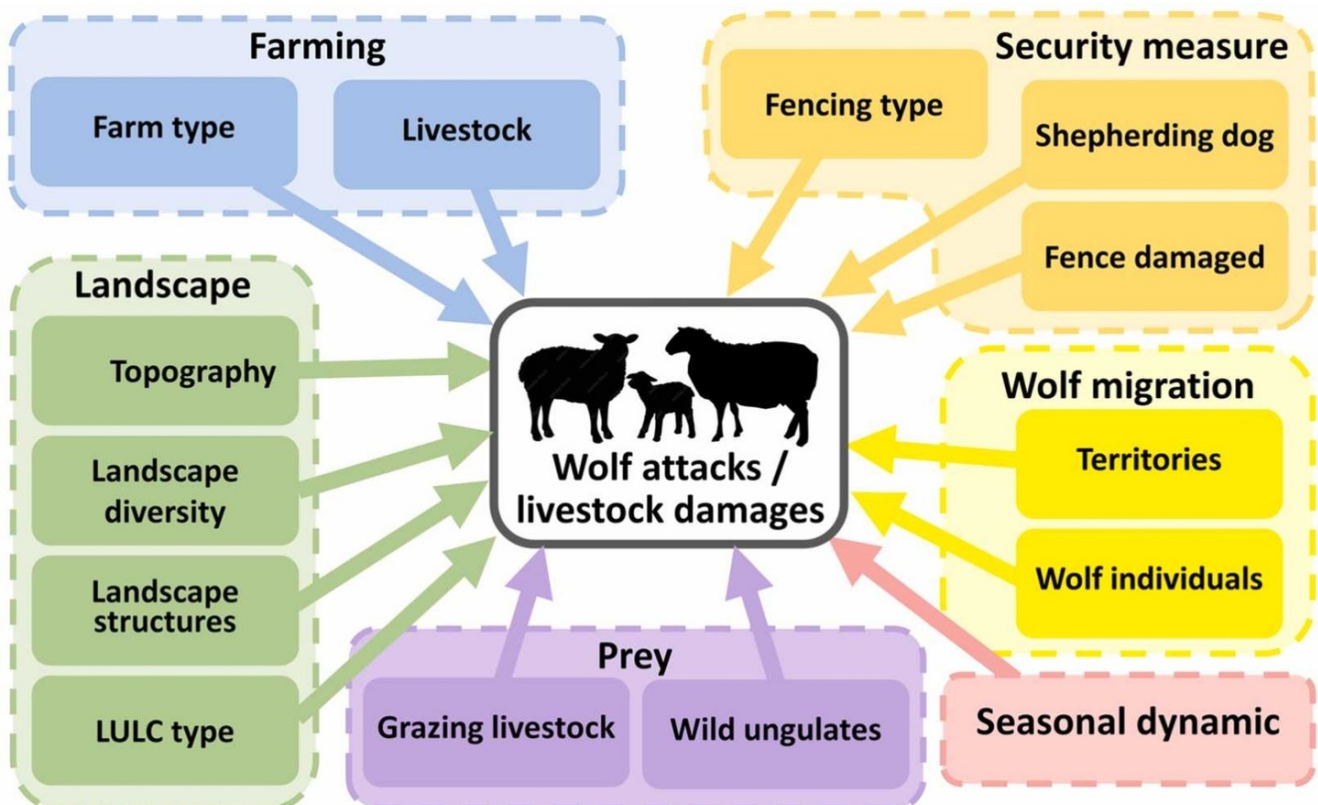 Farming
Farm type
Livestock
Security measure
Fencing type
Shepherding dog
Fence damaged
Landscape
Topography
Landscape
diversity
Landscape
structures
LULC type
Wolf attacks /
livestock damages
Wolf migration
Territories
Wolf individuals
Prey
Grazing livestock
Wild ungulates
Seasonal dynamic